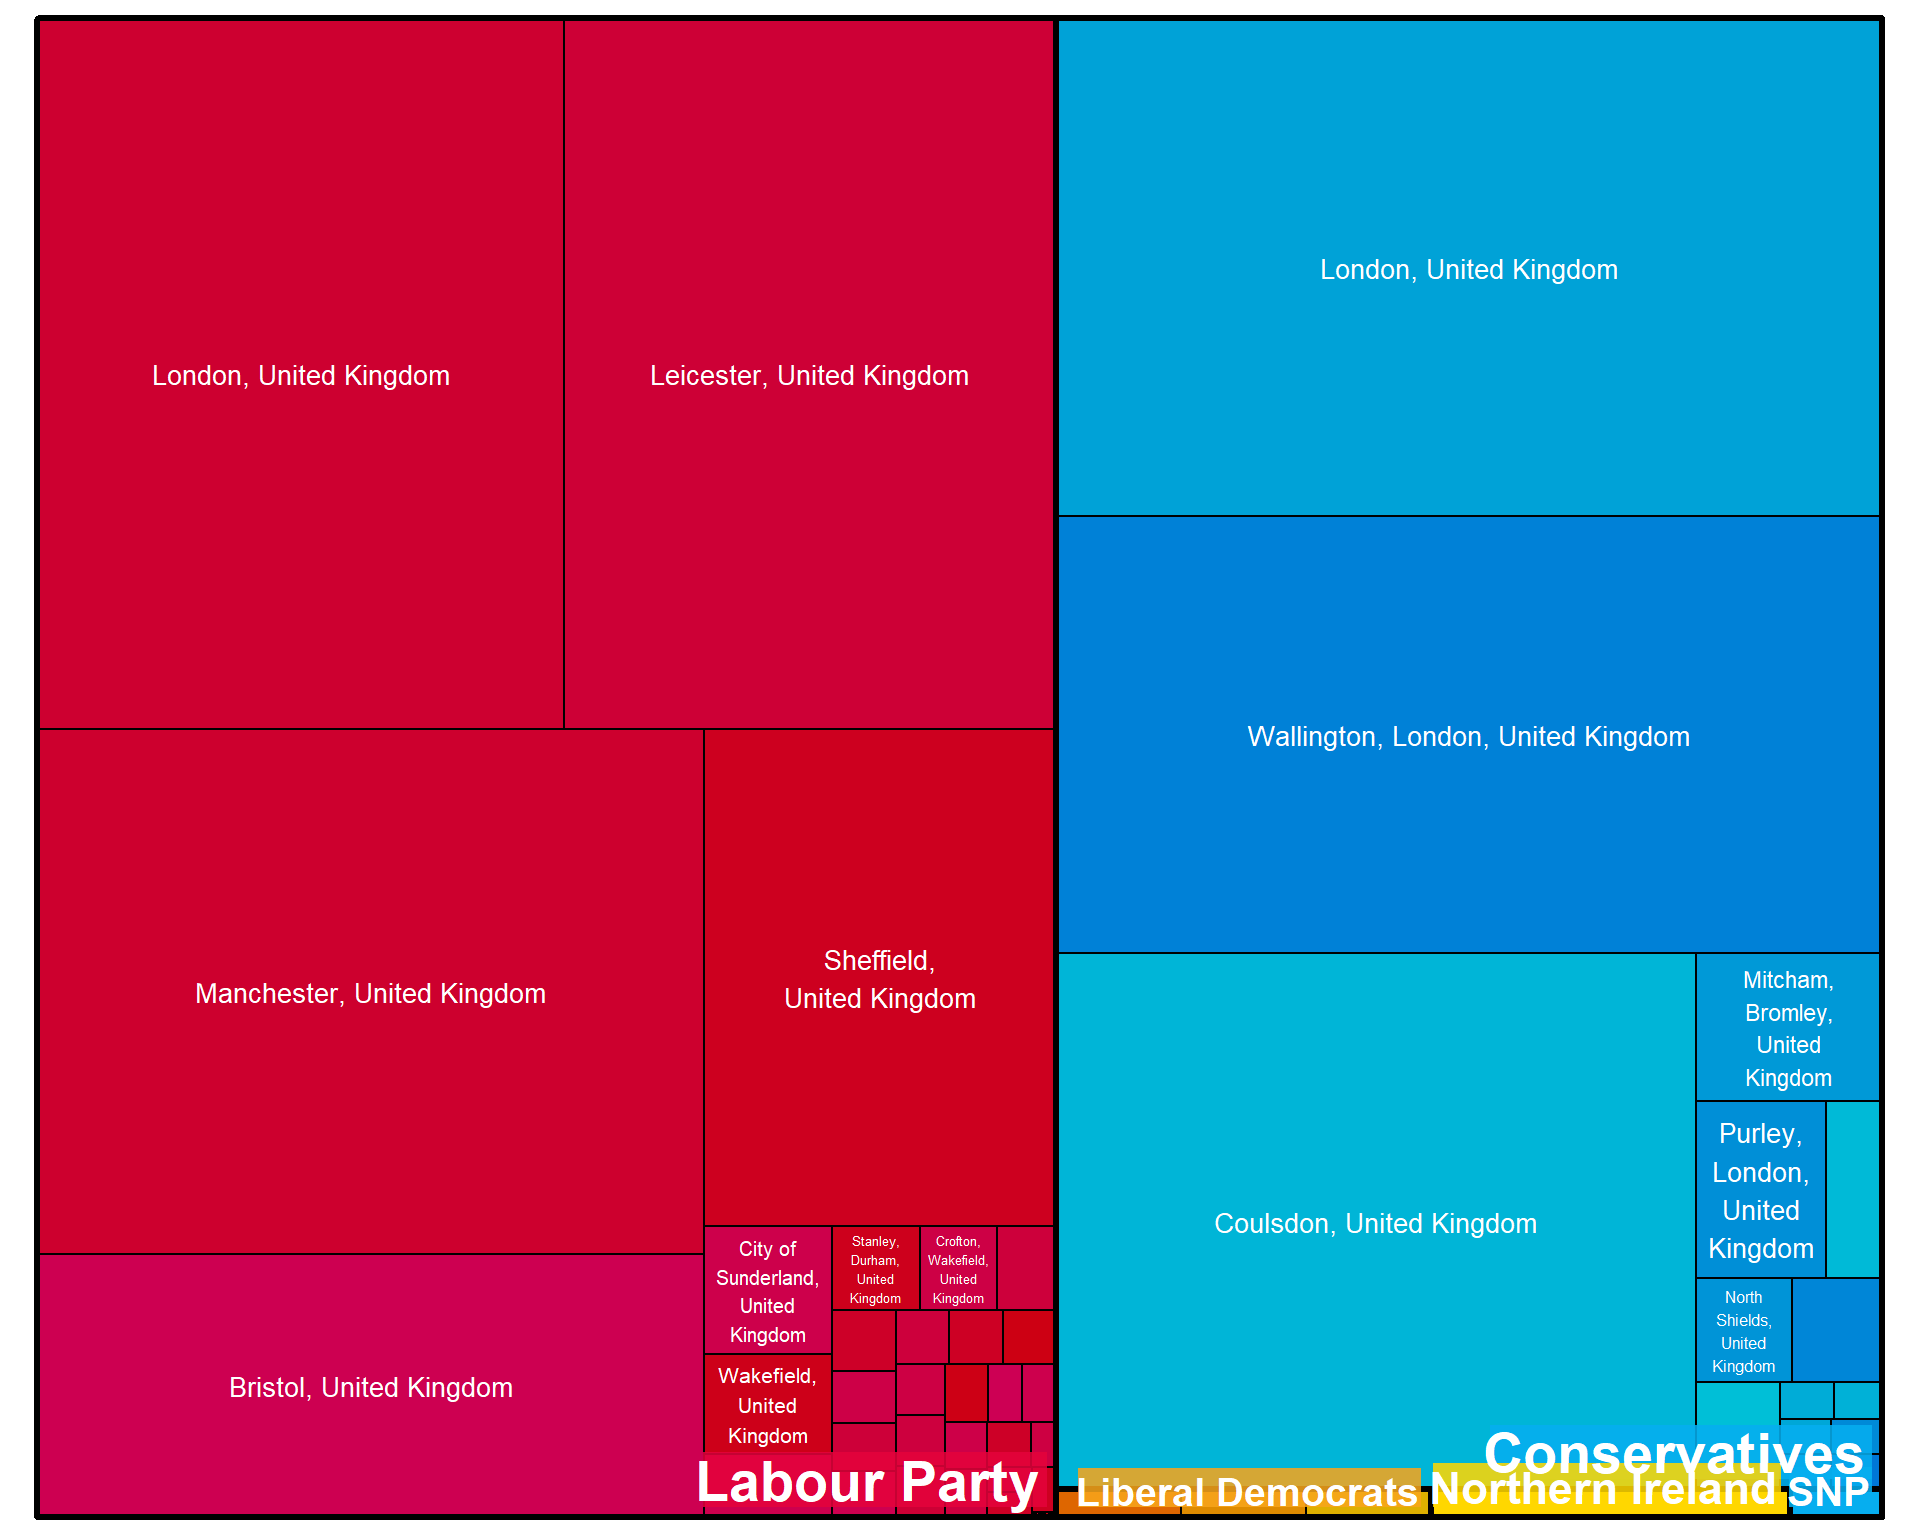 London, United Kingdom
Leicester, United Kingdom
London, United Kingdom
Wallington, London, United Kingdom
Manchester, United Kingdom
Sheffield,
United Kingdom
Bristol, United Kingdom
City of
Sunderland,
United
Kingdom
Stanley,
Durham,
United
Kingdom
Crofton,
Wakefield,
United
Kingdom
Wakefield,
United
Kingdom
Labour Party
Coulsdon, United Kingdom
Mitcham,
Bromley,
United
Kingdom
Purley,
London,
United
Kingdom
North
Shields,
United
Kingdom
Conservatives
Liberal Democrats
Northern Ireland
SNP